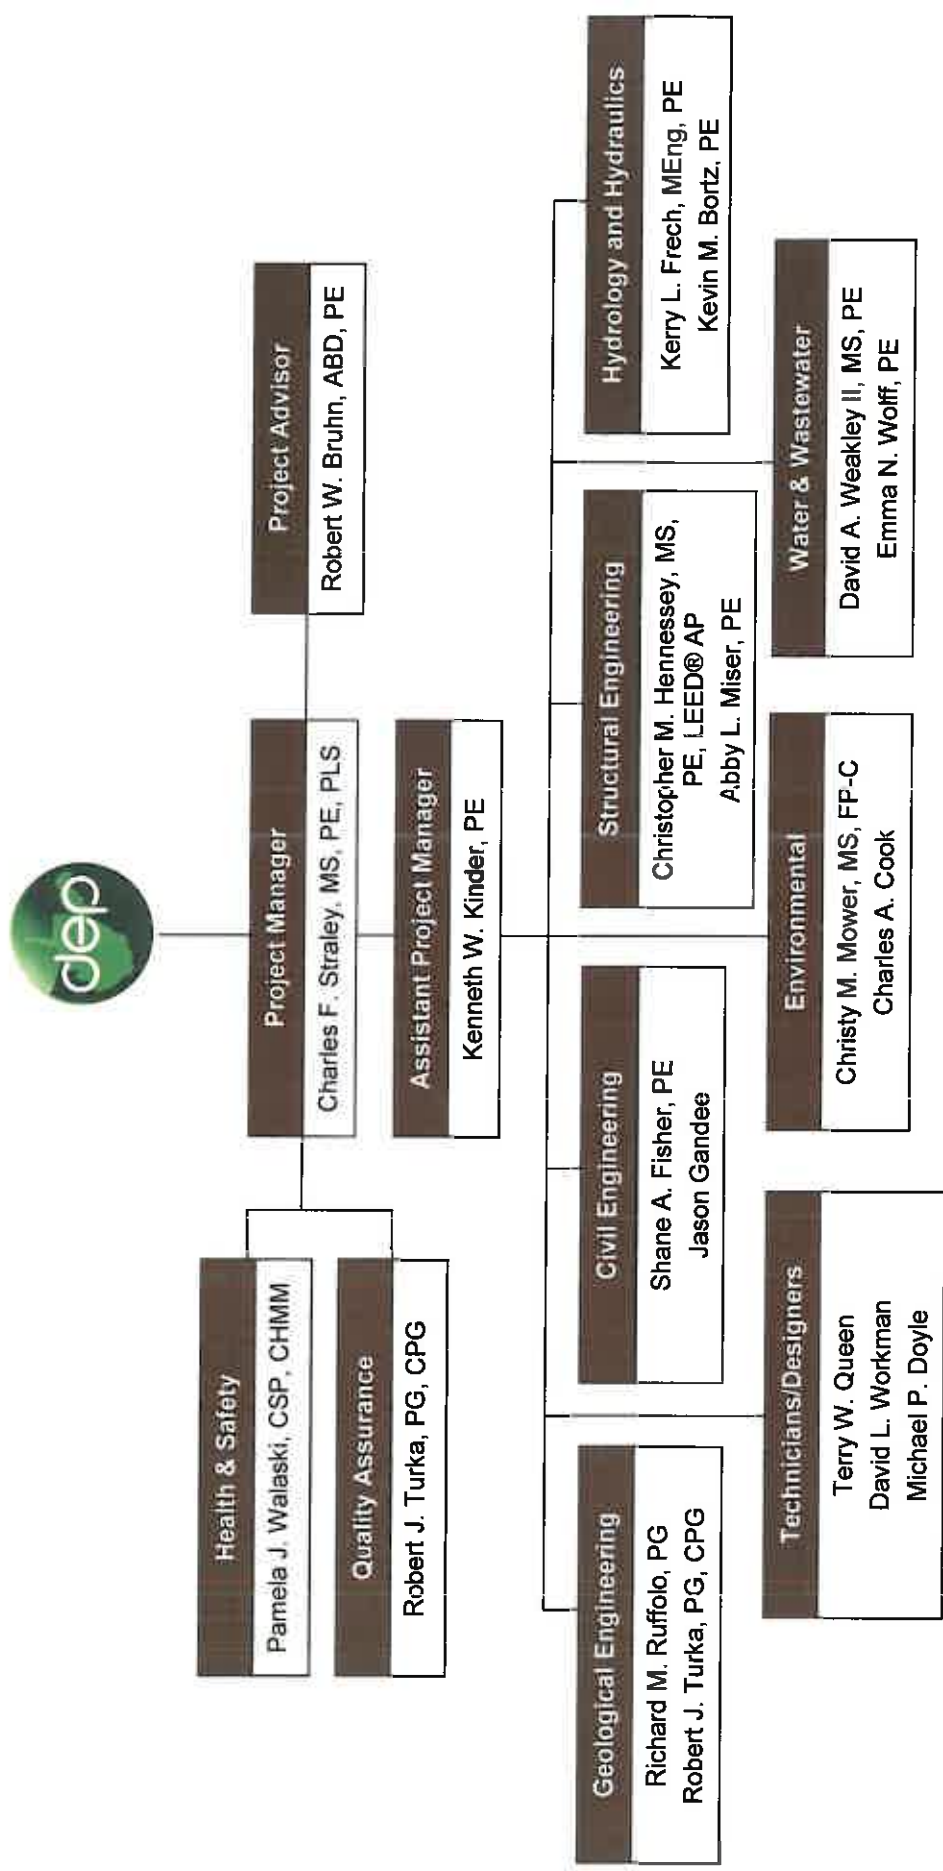 dep
Project Manager
Charles F. Straley, MS, PE, PLS
Project Advisor
Robert W. Bruhn, ABD, PE
Health & Safety
Pamela J. Walaski, CSP, CHMM
Quality Assurance
Robert J. Turka, PG, CPG
Assistant Project Manager
Kenneth W. Kinder, PE
Geological Engineering
Richard M. Ruffolo, PG
Robert J. Turka, PG, CPG
Civil Engineering
Shane A. Fisher, PE
Jason Gandee
Structural Engineering
Christopher M. Hennessey, MS,
PE, LEED® AP
Abby L. Miser, PE
Hydrology and Hydraulics
Kerry L. Frech, MEng, PE
Kevin M. Bortz, PE
Technicians/Designers
Terry W. Queen
David L. Workman
Michael P. Doyle
Environmental
Christy M. Mower, MS, FP-C
Charles A. Cook
Water & Wastewater
David A. Weakley II, MS, PE
Emma N. Wolff, PE